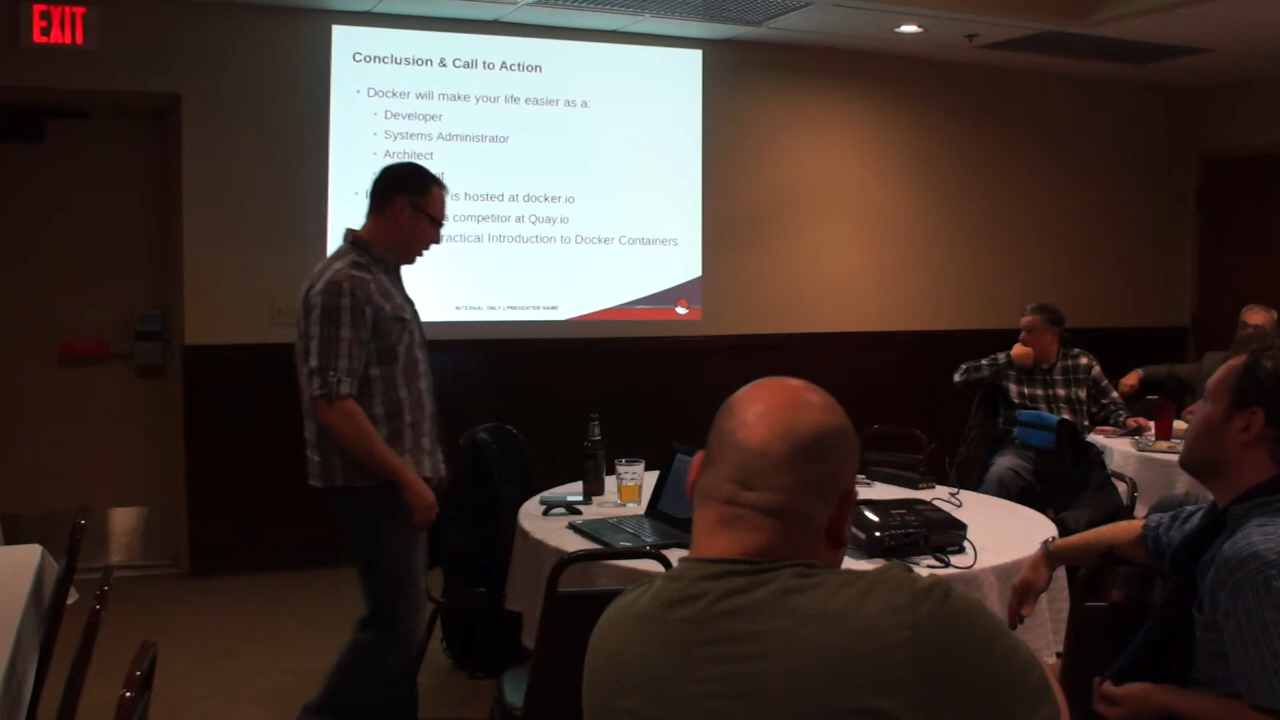 EXIT
Conclusion & Call to Action
Docker will make your life easier as a:
Developer
Systems Administrator
Architect
is hosted at docker.io
a competitor at Quay.io
Practical Introduction to Docker Containers
INTERNAL ONLY | PRESENTER NAME